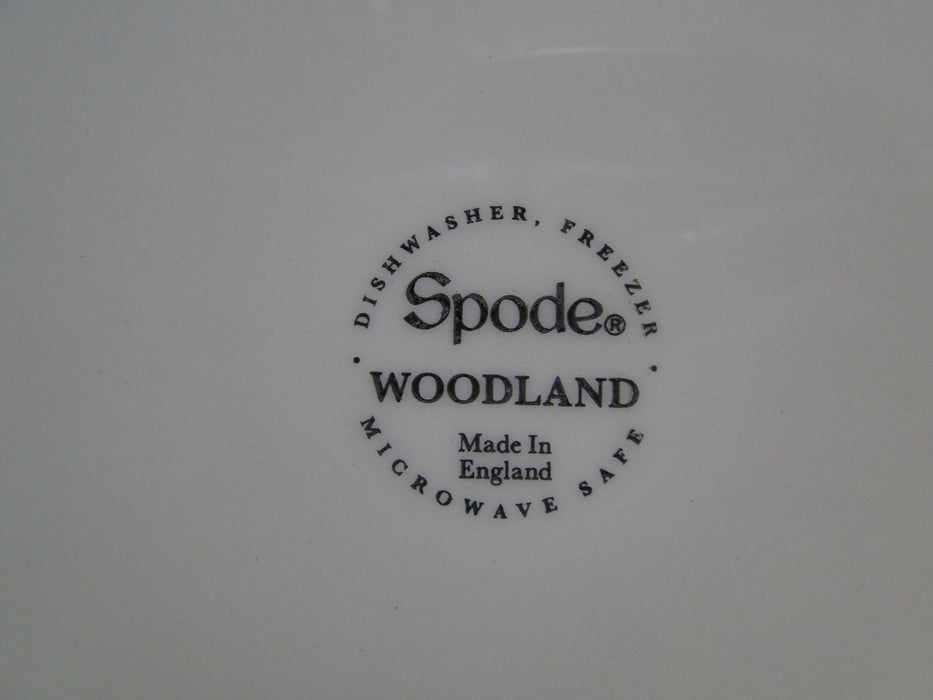 DISHWASHER, FREEZER
Spode®
WOODLAND
Made In
England
MICROWAVE SAFE